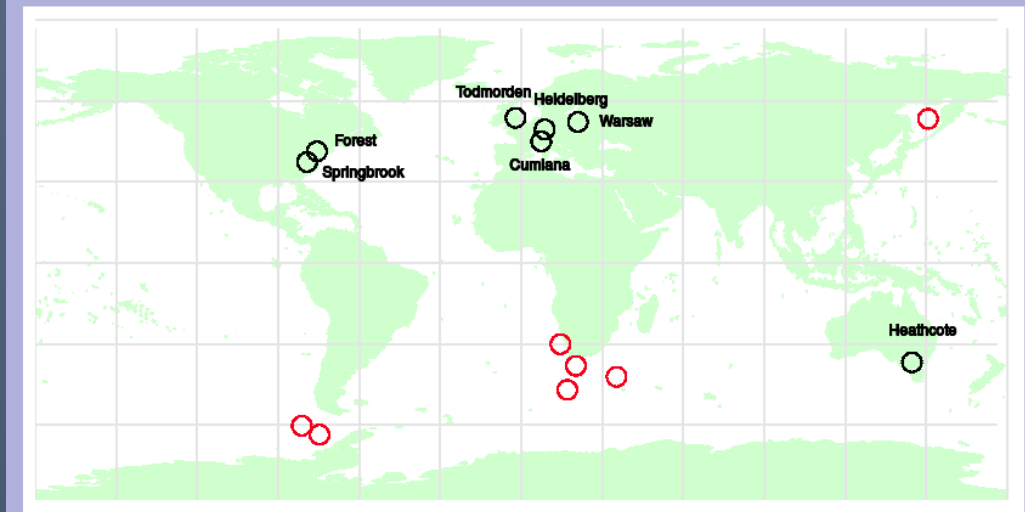 Todmorden
Heidelberg
Warsaw
Forest
Cumiana
Springbrook
Heathcote